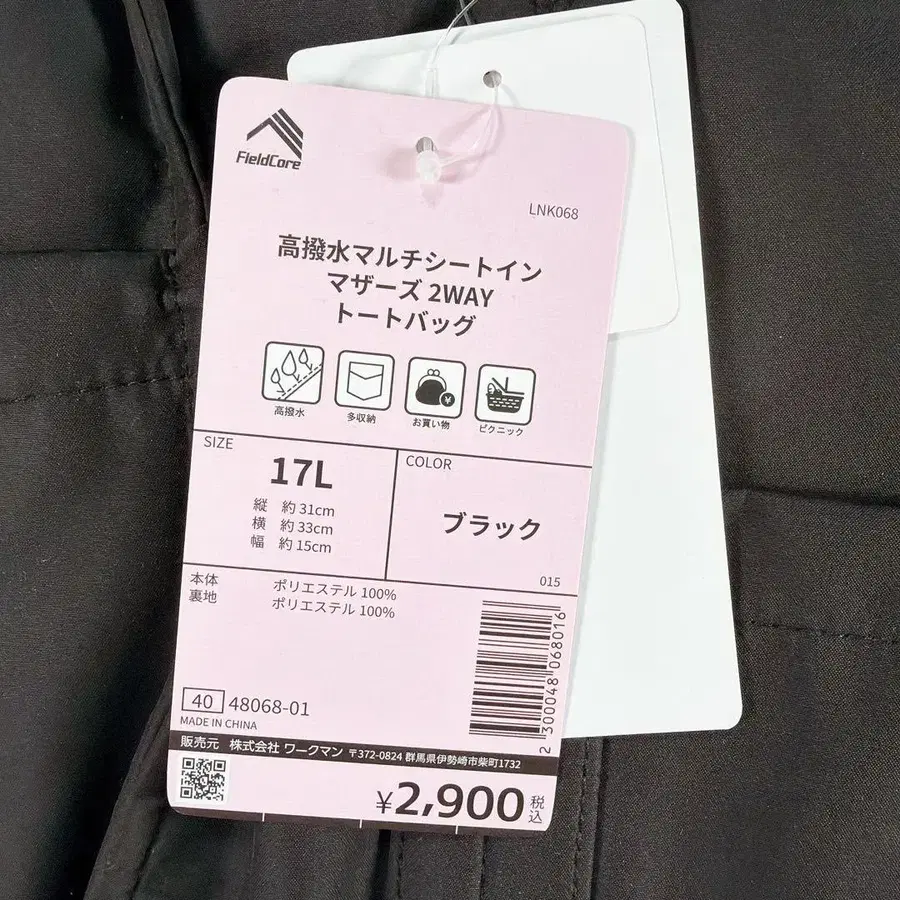 FieldCore
LNK068
高撥水マルチシートイン
マザーズ 2WAY
トートバッグ
高撥水
多収納
お買い物
ピクニック
SIZE
17L
縦 約31cm
横 約33cm
幅 約15cm
COLOR
ブラック
015
本体 ポリエステル 100%
裏地 ポリエステル 100%
2 300048 068016
40 48068-01
MADE IN CHINA
販売元 株式会社 ワークマン 〒372-0824 群馬県伊勢崎市柴町1732
¥2,900 税込